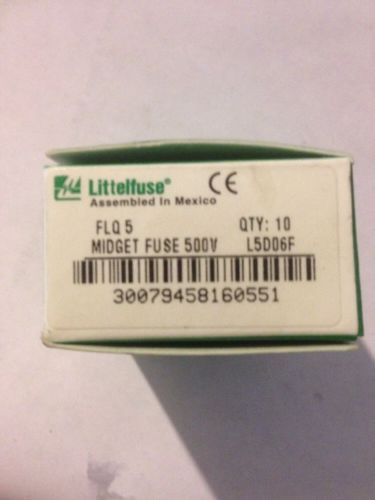 Littelfuse® CE
Assembled In Mexico
FLQ 5 QTY: 10
MIDGET FUSE 500V L5D06F
30079458160551